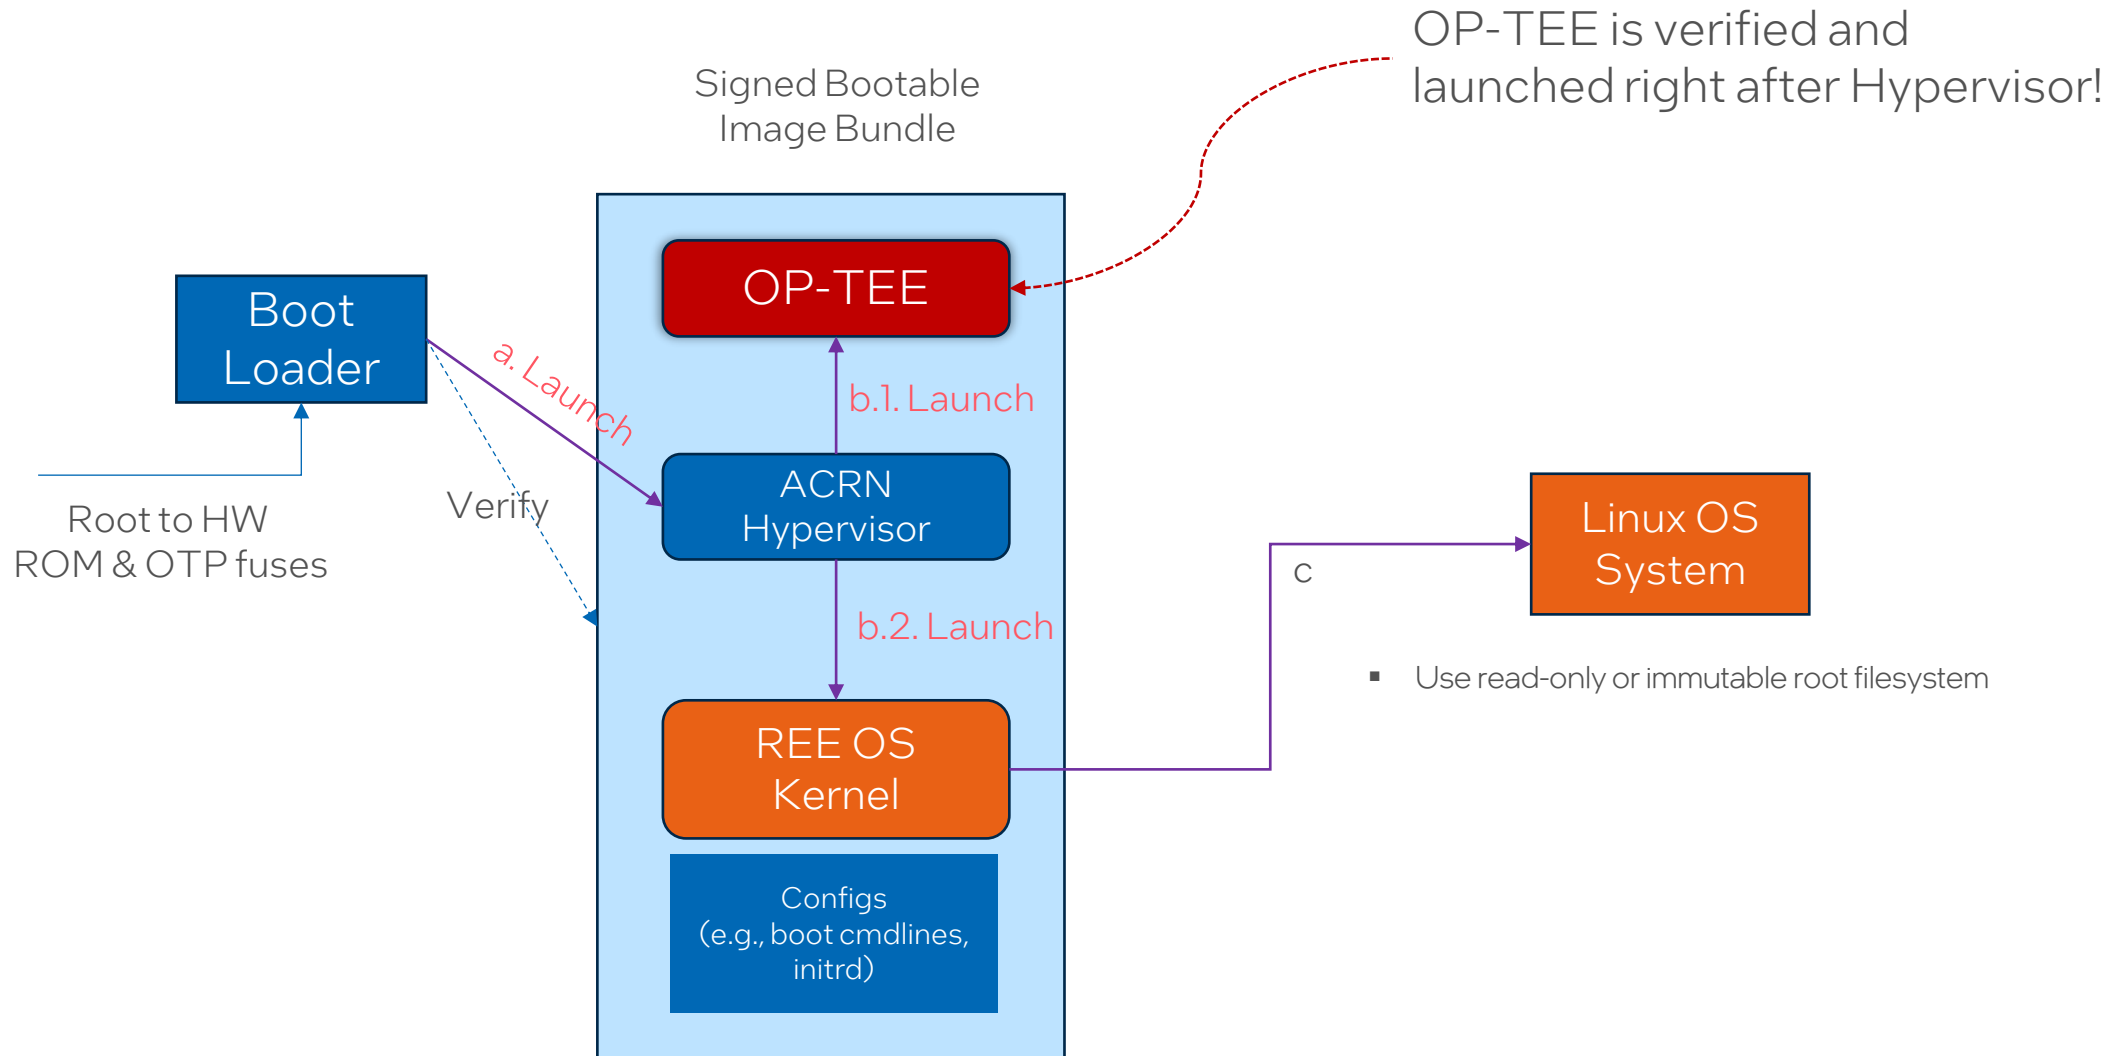 OP-TEE is verified and
launched right after Hypervisor!
Signed Bootable
Image Bundle
OP-TEE
Boot
Loader
a. Launch
b.1. Launch
Verify
ACRN
Hypervisor
Root to HW
ROM & OTP fuses
Linux OS
System
c
b.2. Launch
Use read-only or immutable root filesystem
REE OS
Kernel
Configs
(e.g., boot cmdlines,
initrd)